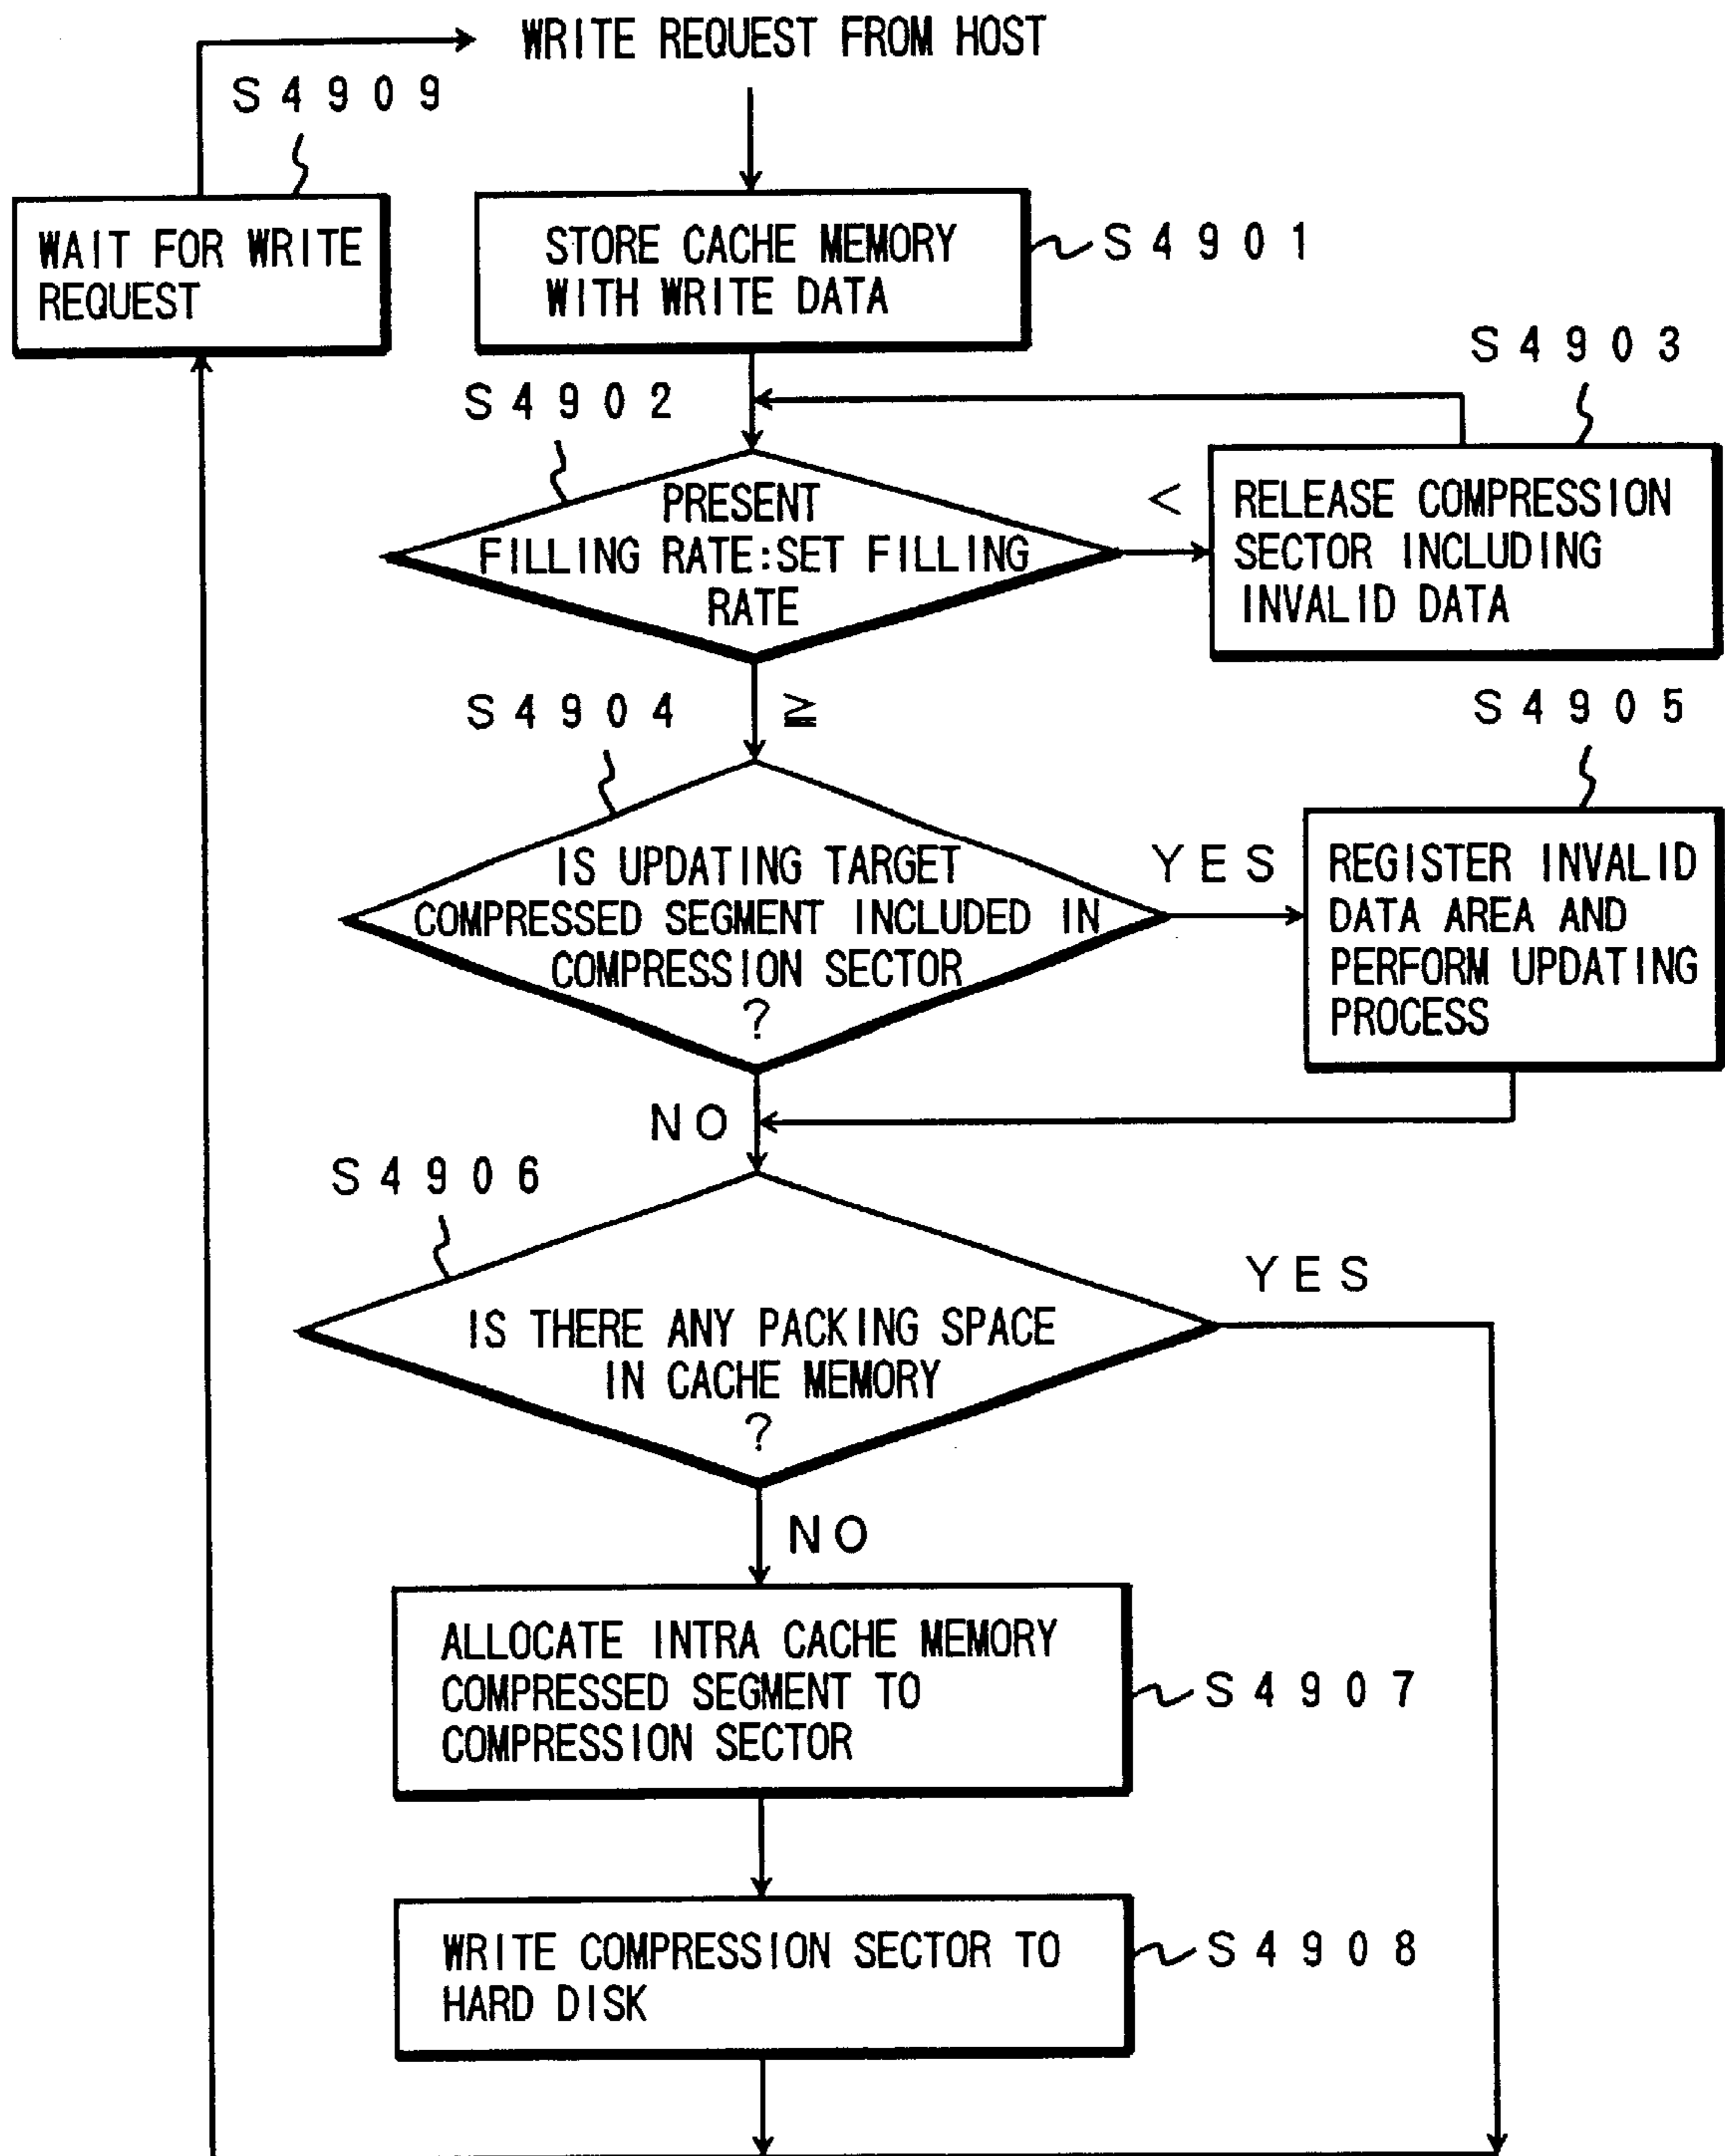 WRITE REQUEST FROM HOST
S4909
WAIT FOR WRITE
REQUEST
STORE CACHE MEMORY
WITH WRITE DATA
S4901
S4902
S4903
PRESENT
FILLING RATE:SET FILLING
RATE
<
RELEASE COMPRESSION
SECTOR INCLUDING
INVALID DATA
≧
S4904
S4905
IS UPDATING TARGET
COMPRESSED SEGMENT INCLUDED IN
COMPRESSION SECTOR
?
YES
REGISTER INVALID
DATA AREA AND
PERFORM UPDATING
PROCESS
NO
S4906
IS THERE ANY PACKING SPACE
IN CACHE MEMORY
?
YES
NO
ALLOCATE INTRA CACHE MEMORY
COMPRESSED SEGMENT TO
COMPRESSION SECTOR
S4907
WRITE COMPRESSION SECTOR TO
HARD DISK
S4908